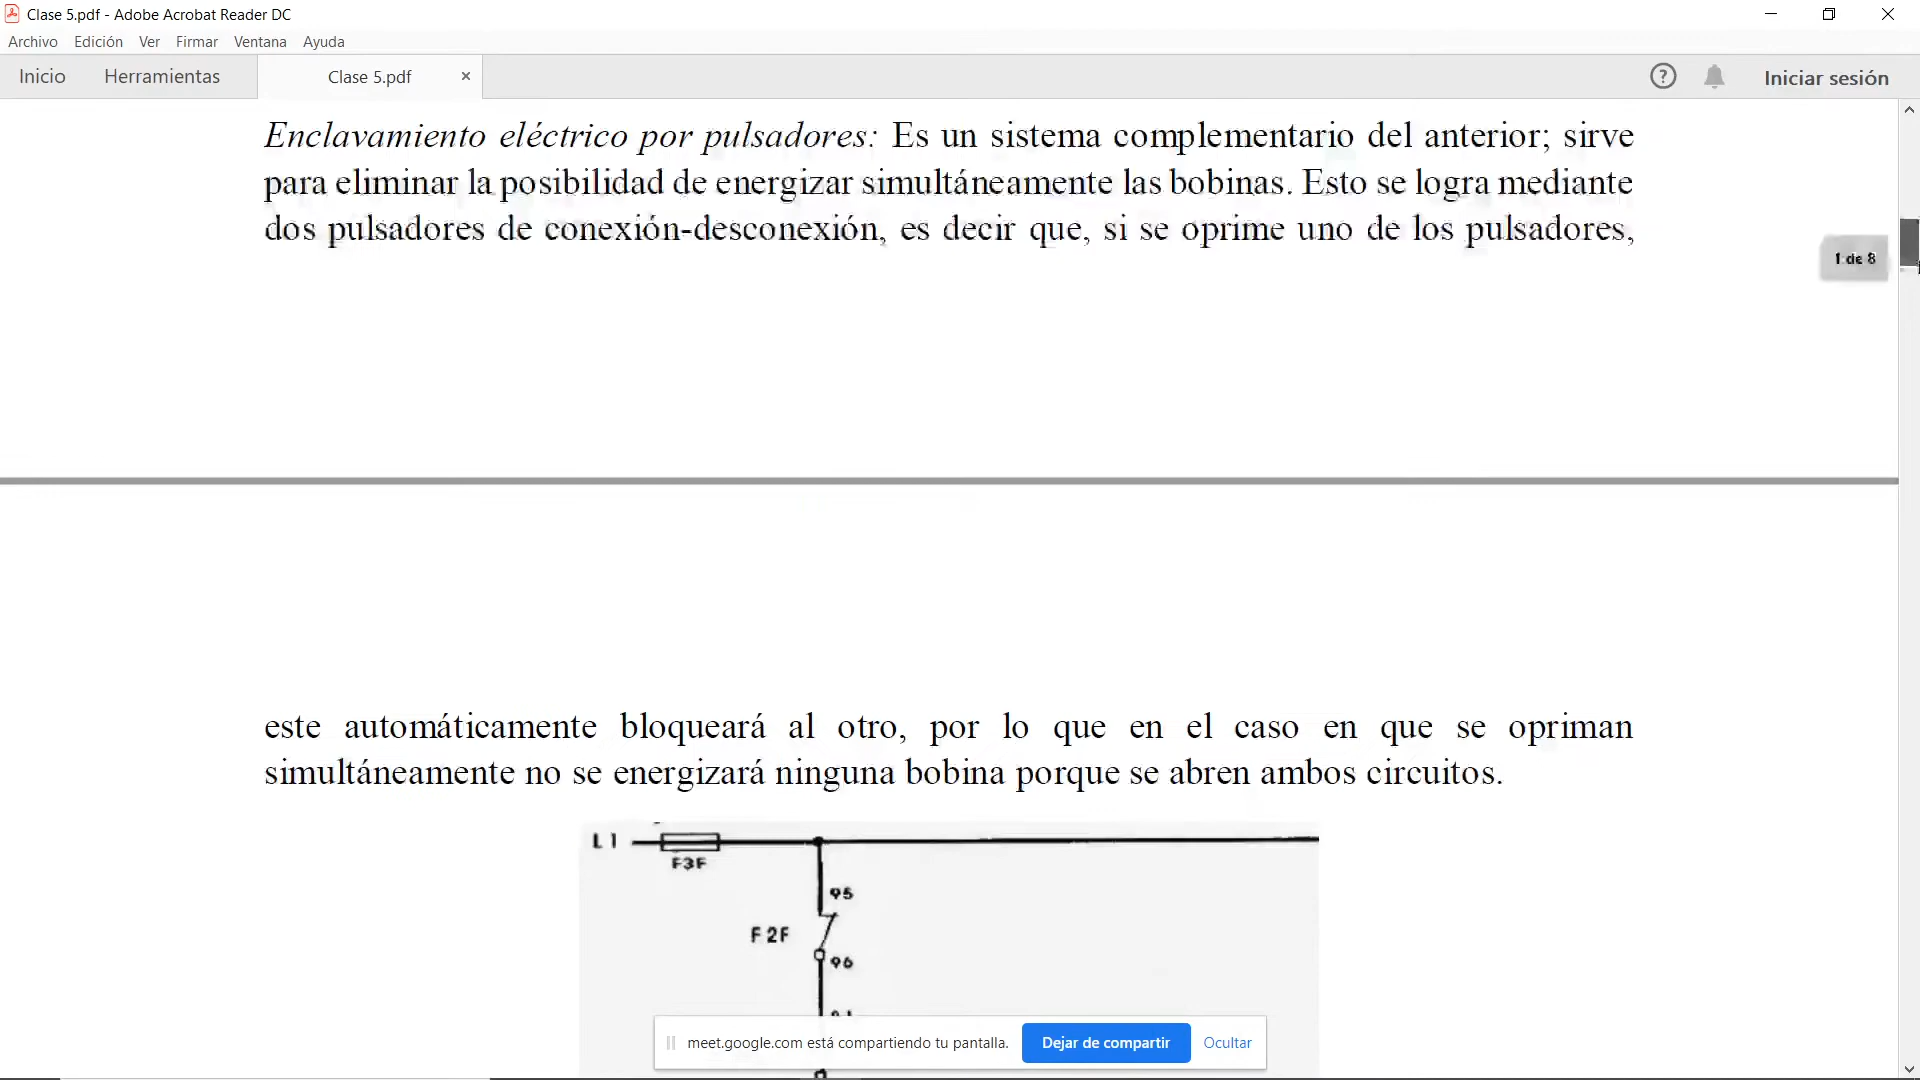 Clase 5.pdf - Adobe Acrobat Reader DC
Archivo Edición Ver Firmar Ventana Ayuda
Inicio Herramientas Clase 5.pdf × ? Iniciar sesión
Enclavamiento eléctrico por pulsadores: Es un sistema complementario del anterior; sirve
para eliminar la posibilidad de energizar simultáneamente las bobinas. Esto se logra mediante
dos pulsadores de conexión-desconexión, es decir que, si se oprime uno de los pulsadores,
1 de 8
este automáticamente bloqueará al otro, por lo que en el caso en que se opriman
simultáneamente no se energizará ninguna bobina porque se abren ambos circuitos.
L1
F3F
95
F2F
96
meet.google.com está compartiendo tu pantalla. Dejar de compartir Ocultar